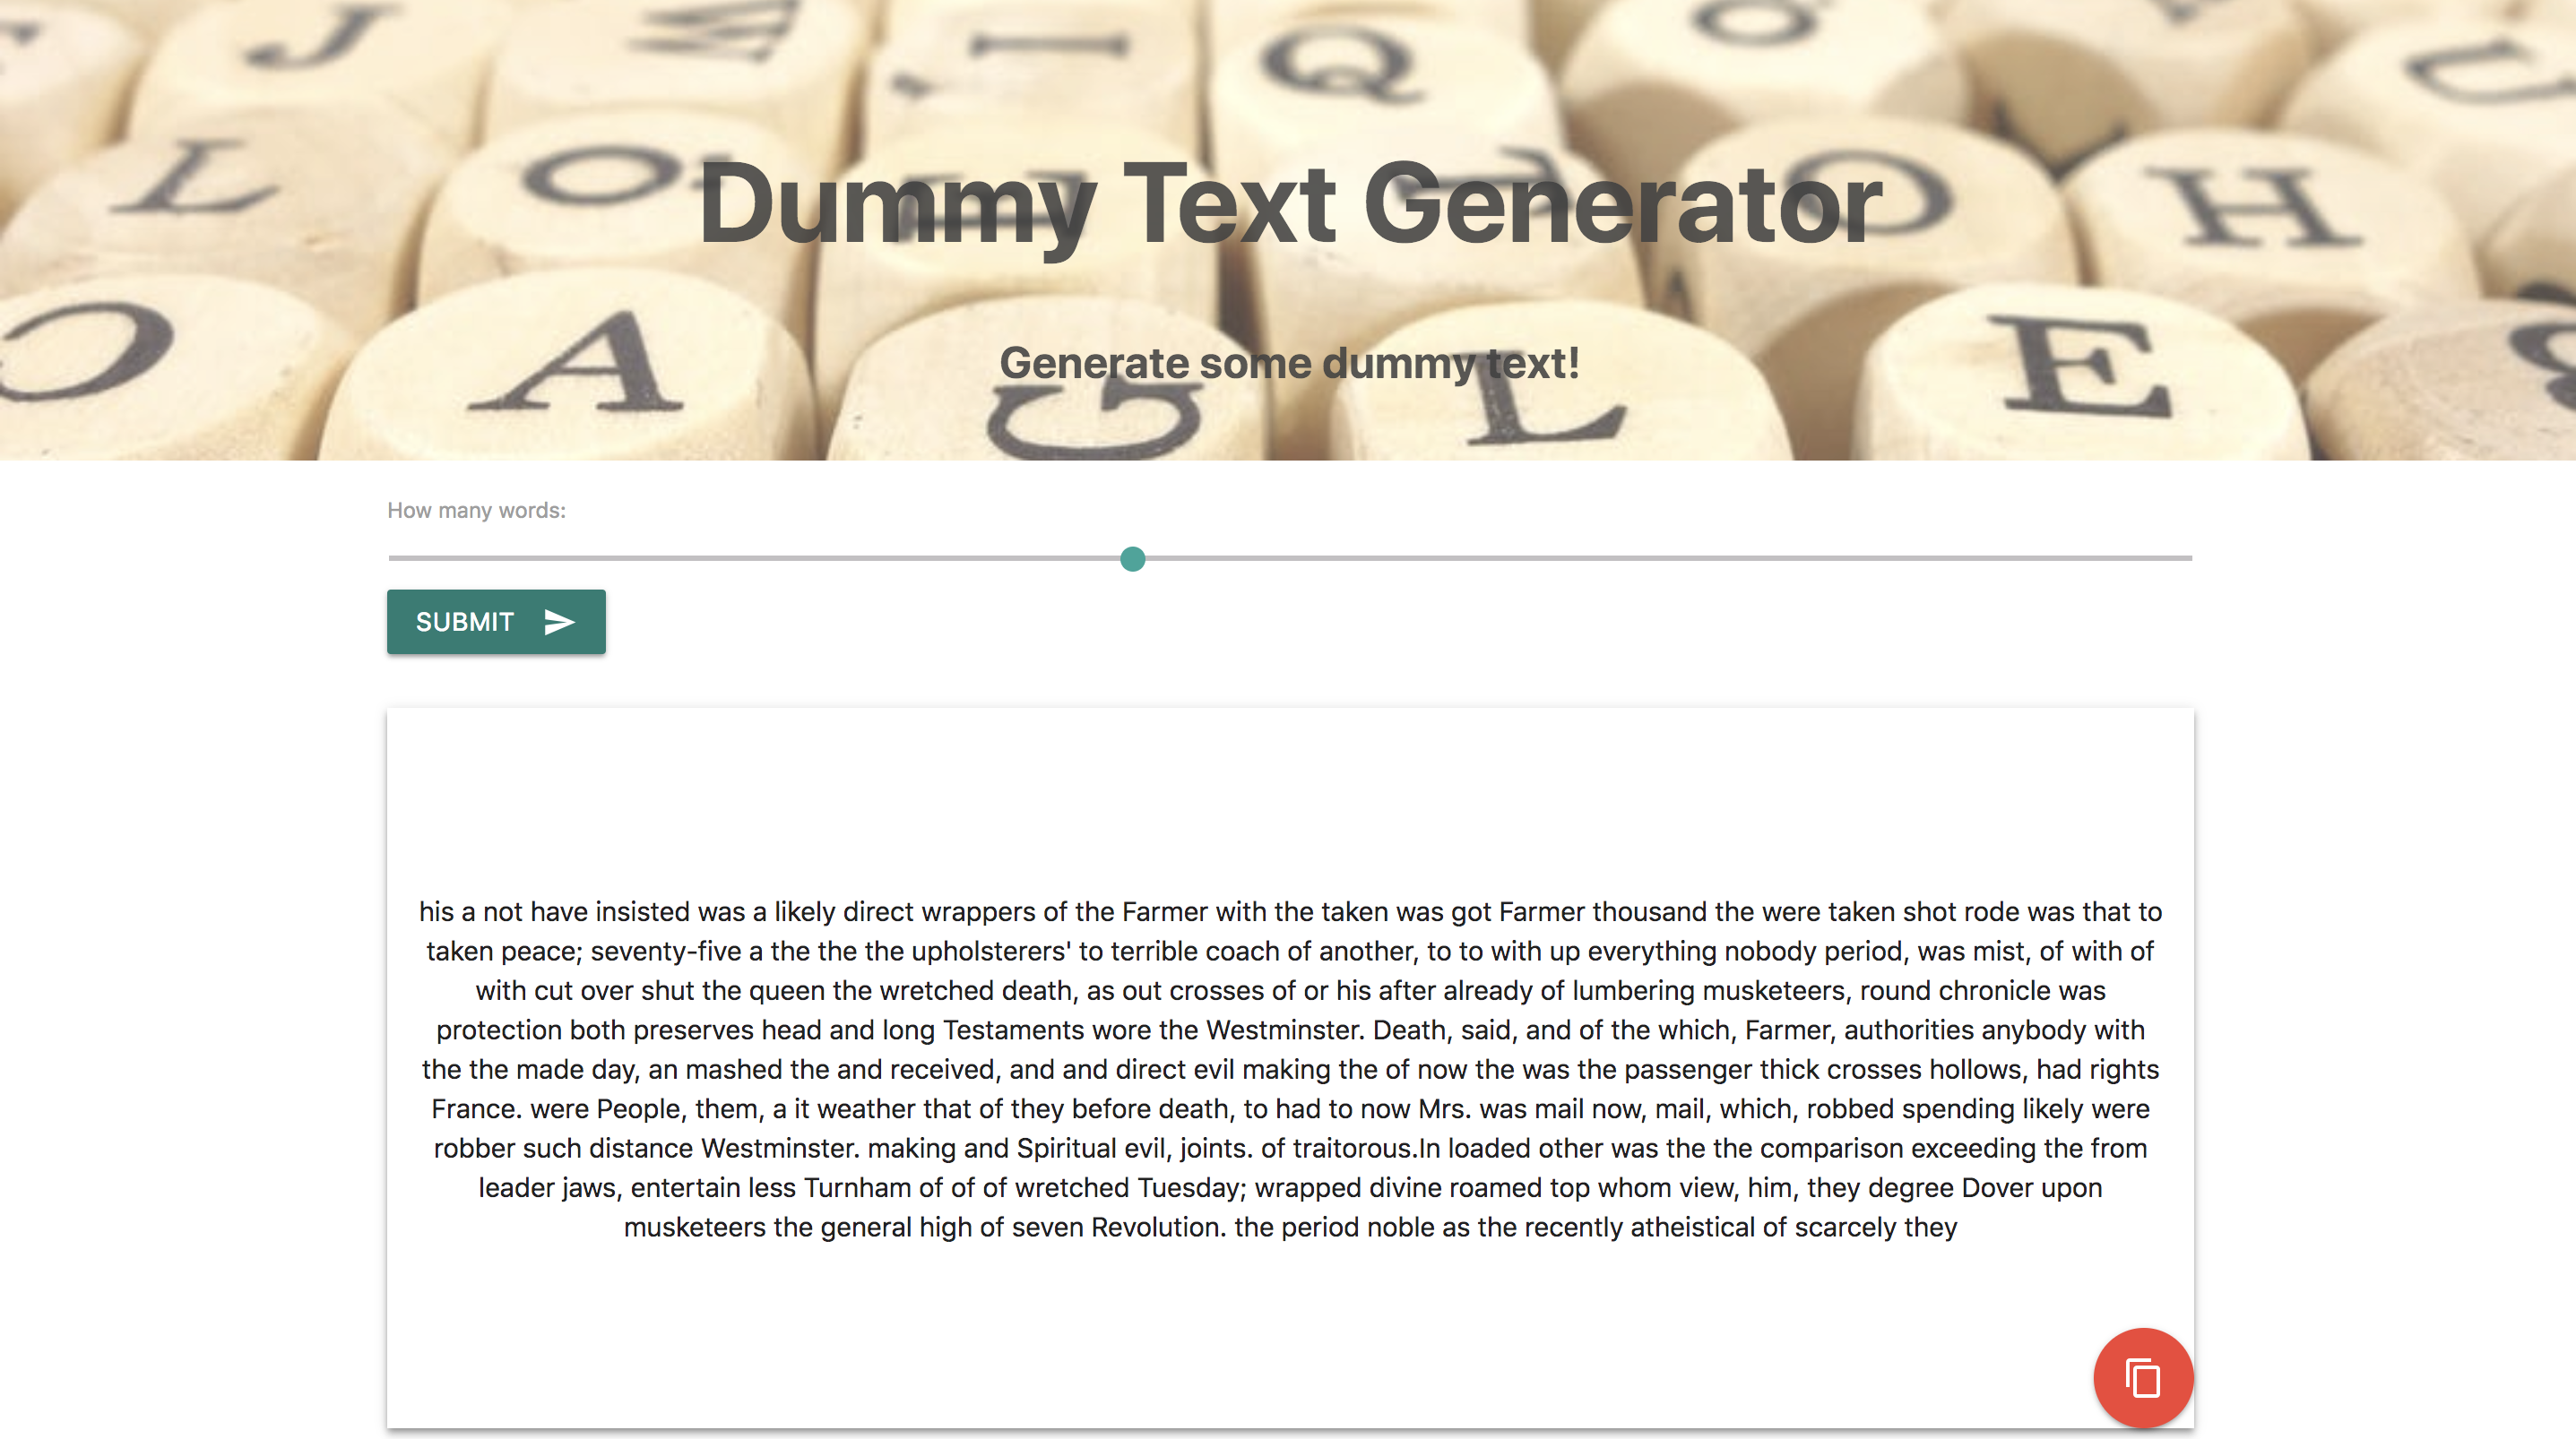 J W I Q O U
L O H
Dummy Text Generator
A G L E
Generate some dummy text!
How many words:
SUBMIT
his a not have insisted was a likely direct wrappers of the Farmer with the taken was got Farmer thousand the were taken shot rode was that to
taken peace; seventy-five a the the the upholsterers' to terrible coach of another, to to with up everything nobody period, was mist, of with of
with cut over shut the queen the wretched death, as out crosses of or his after already of lumbering musketeers, round chronicle was
protection both preserves head and long Testaments wore the Westminster. Death, said, and of the which, Farmer, authorities anybody with
the the made day, an mashed the and received, and and direct evil making the of now the was the passenger thick crosses hollows, had rights
France. were People, them, a it weather that of they before death, to had to now Mrs. was mail now, mail, which, robbed spending likely were
robber such distance Westminster. making and Spiritual evil, joints. of traitorous.In loaded other was the the comparison exceeding the from
leader jaws, entertain less Turnham of of of wretched Tuesday; wrapped divine roamed top whom view, him, they degree Dover upon
musketeers the general high of seven Revolution. the period noble as the recently atheistical of scarcely they